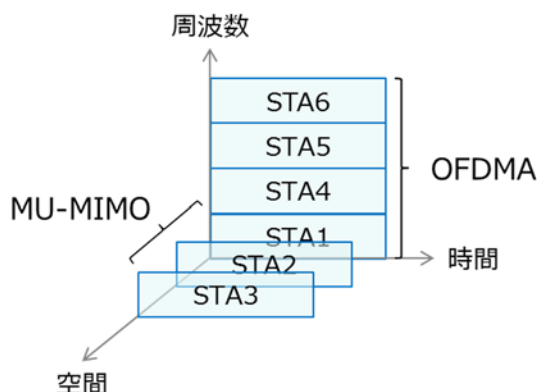 周波数
STA6
STA5
STA4
STA1
STA2
STA3
OFDMA
MU-MIMO
時間
空間